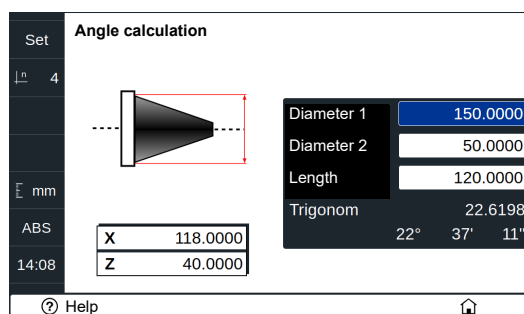 Set
n 4
mm
ABS
14:08
Angle calculation
X 118.0000
Z 40.0000
Diameter 1 150.0000
Diameter 2 50.0000
Length 120.0000
Trigonom 22.6198
22° 37' 11"
? Help